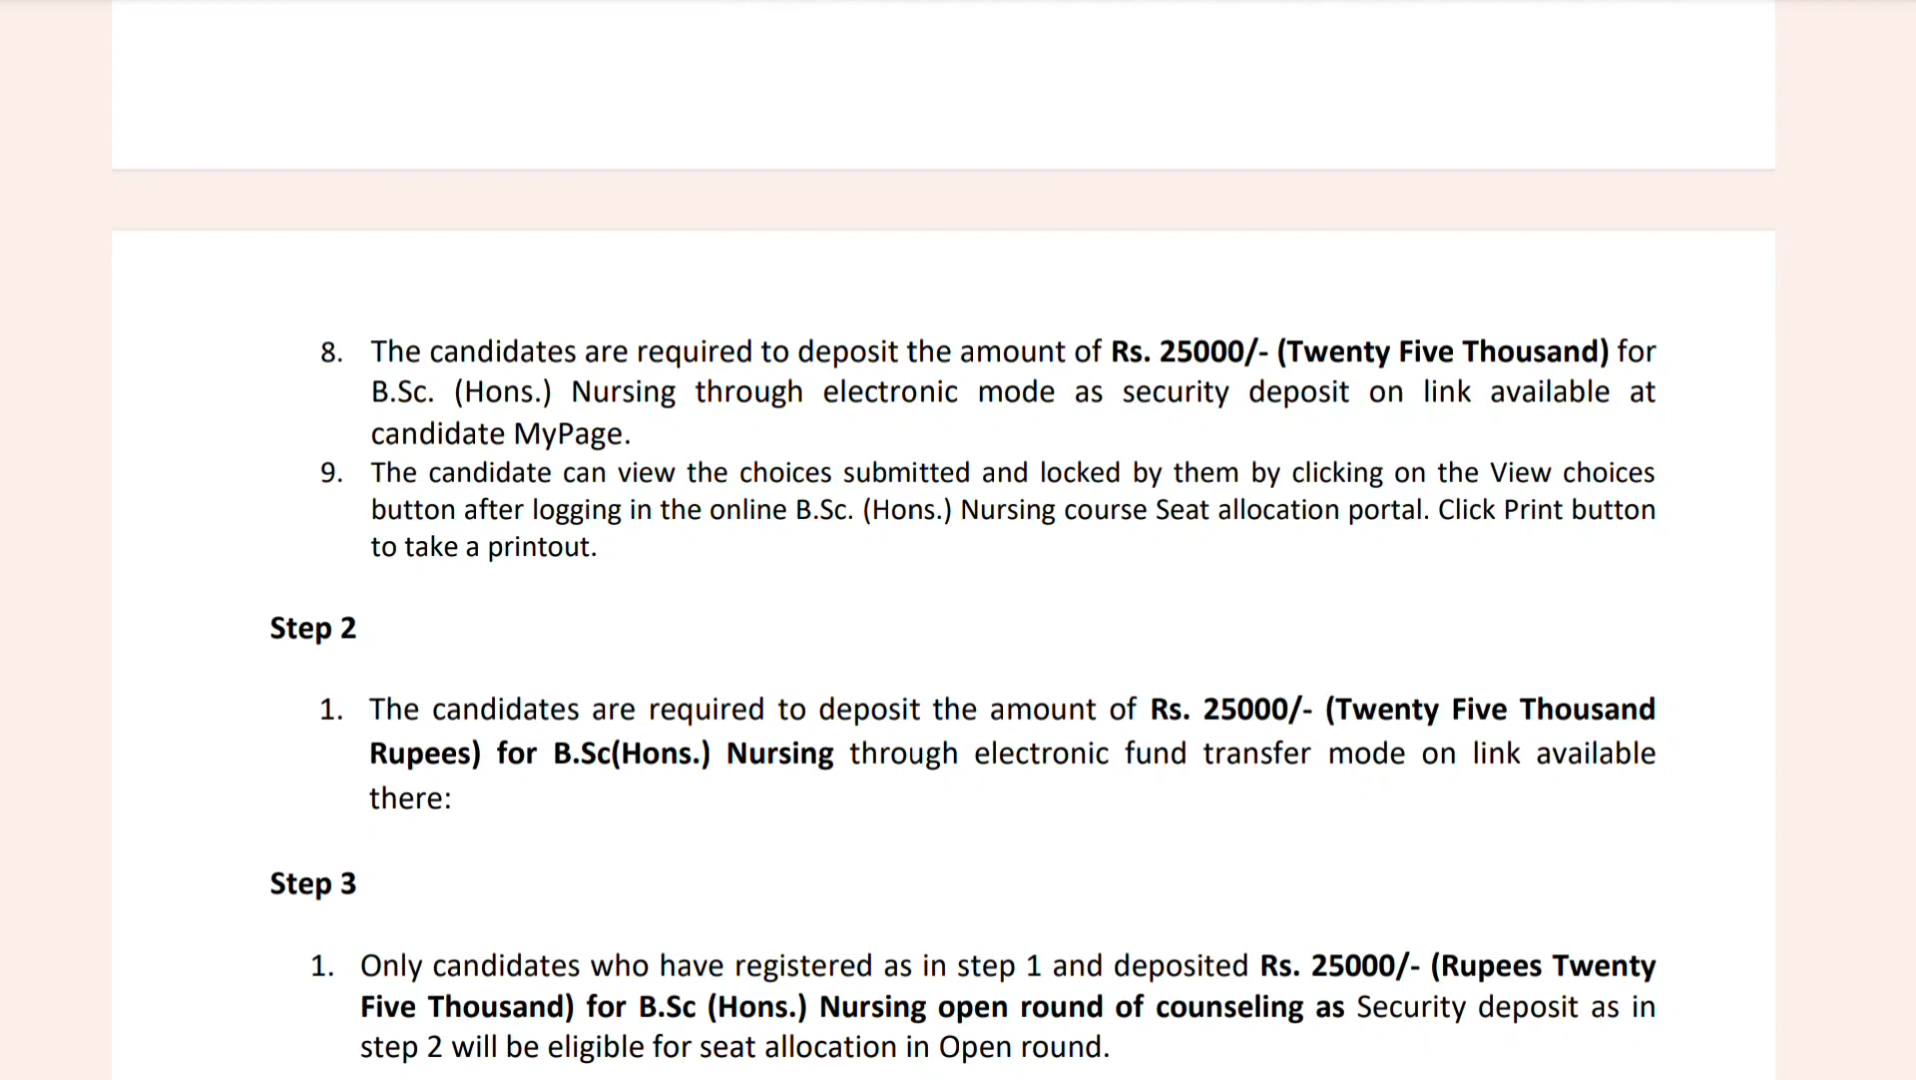 8. The candidates are required to deposit the amount of Rs. 25000/- (Twenty Five Thousand) for
B.Sc. (Hons.) Nursing through electronic mode as security deposit on link available at
candidate MyPage.
9. The candidate can view the choices submitted and locked by them by clicking on the View choices
button after logging in the online B.Sc. (Hons.) Nursing course Seat allocation portal. Click Print button
to take a printout.
Step 2
1. The candidates are required to deposit the amount of Rs. 25000/- (Twenty Five Thousand
Rupees) for B.Sc(Hons.) Nursing through electronic fund transfer mode on link available
there:
Step 3
1. Only candidates who have registered as in step 1 and deposited Rs. 25000/- (Rupees Twenty
Five Thousand) for B.Sc (Hons.) Nursing open round of counseling as Security deposit as in
step 2 will be eligible for seat allocation in Open round.